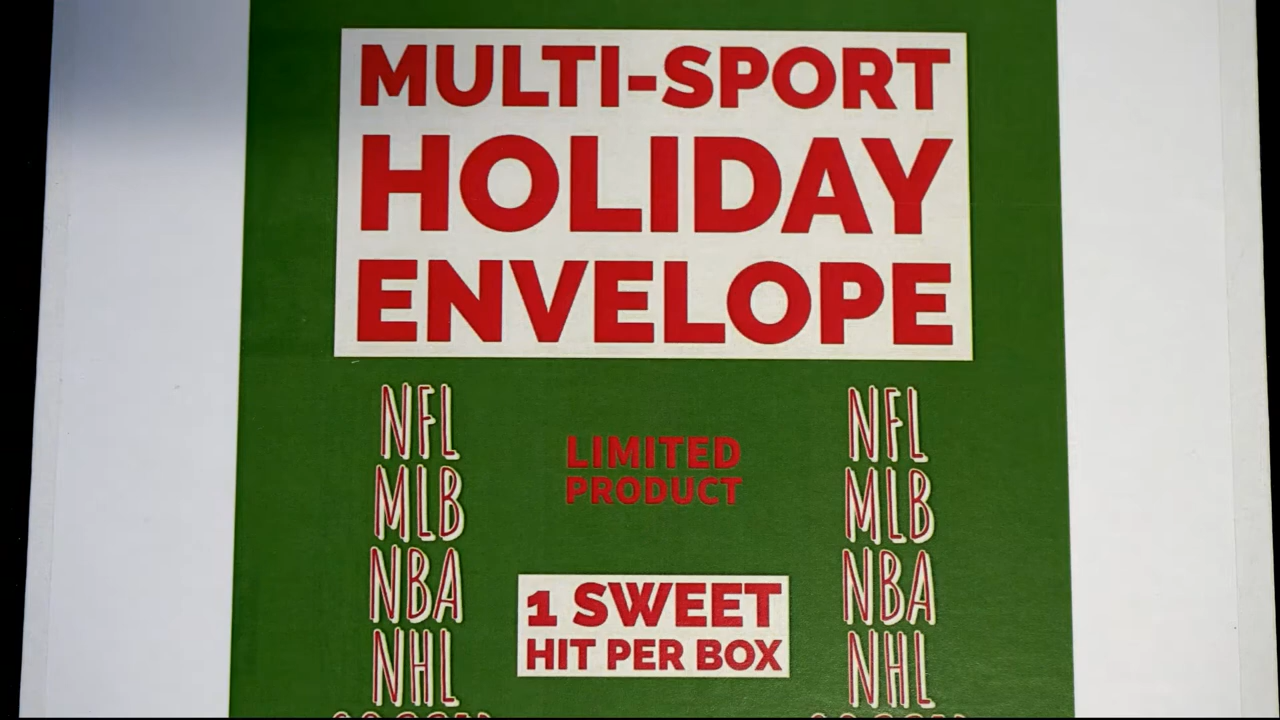 MULTI-SPORT
HOLIDAY
ENVELOPE
NFL
MLB
NBA
NHL
LIMITED
PRODUCT
1 SWEET
HIT PER BOX
NFL
MLB
NBA
NHL